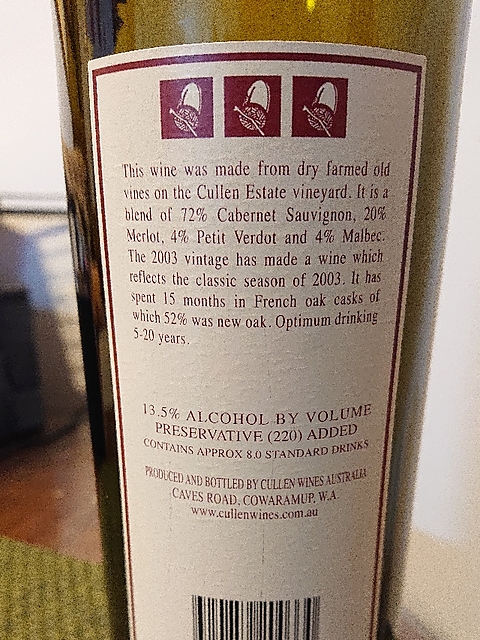 This wine was made from dry farmed old
vines on the Cullen Estate vineyard. It is a
blend of 72% Cabernet Sauvignon, 20%
Merlot, 4% Petit Verdot and 4% Malbec.
The 2003 vintage has made a wine which
reflects the classic season of 2003. It has
spent 15 months in French oak casks of
which 52% was new oak. Optimum drinking
5-20 years.
13.5% ALCOHOL BY VOLUME
PRESERVATIVE (220) ADDED
CONTAINS APPROX 8.0 STANDARD DRINKS
PRODUCED AND BOTTLED BY CULLEN WINES AUSTRALIA
CAVES ROAD, COWARAMUP, W.A.
www.cullenwines.com.au